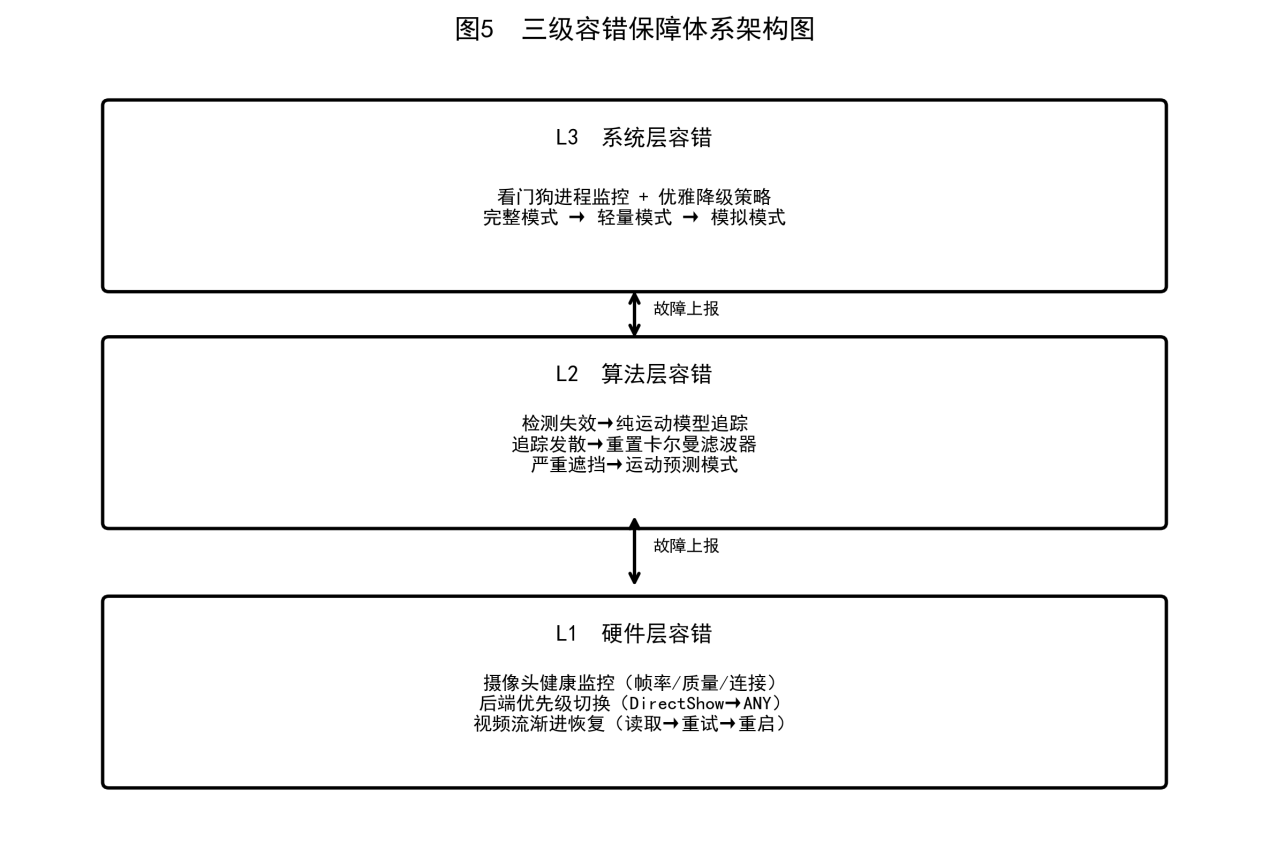 图5  三级容错保障体系架构图
L3  系统层容错
看门狗进程监控 + 优雅降级策略
完整模式 → 轻量模式 → 模拟模式
故障上报
L2  算法层容错
检测失效→纯运动模型追踪
追踪发散→重置卡尔曼滤波器
严重遮挡→运动预测模式
故障上报
L1  硬件层容错
摄像头健康监控（帧率/质量/连接）
后端优先级切换（DirectShow→ANY）
视频流渐进恢复（读取→重试→重启）